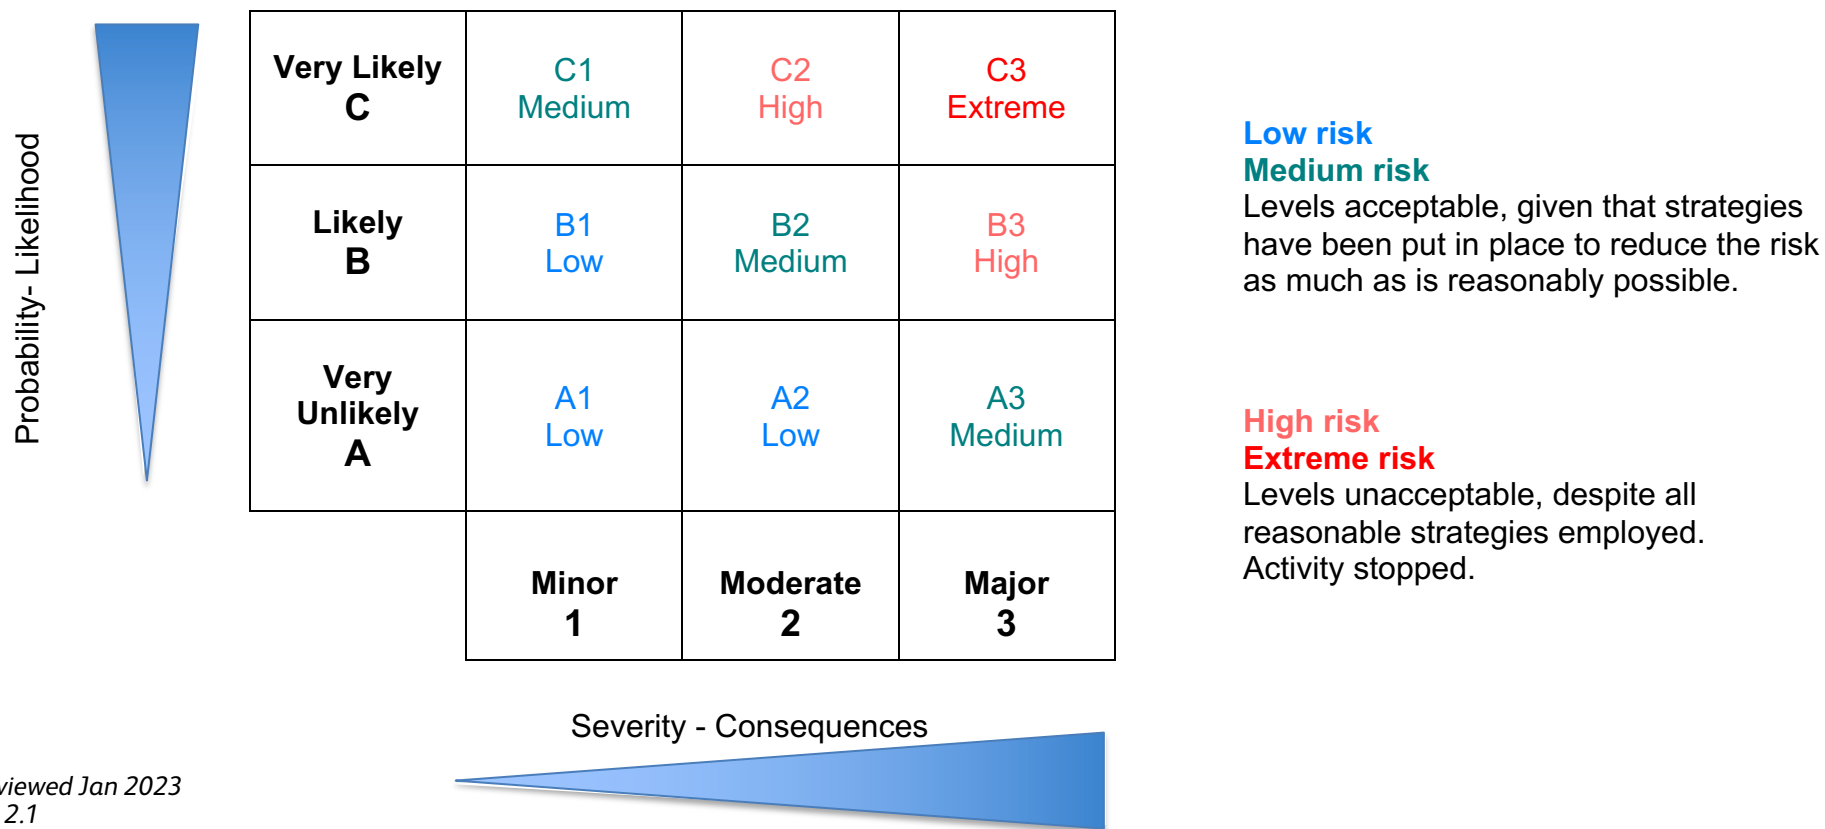 Probability- Likelihood
Very Likely
C
C1
Medium
C2
High
C3
Extreme
Likely
B
B1
Low
B2
Medium
B3
High
Very
Unlikely
A
A1
Low
A2
Low
A3
Medium
Minor
1
Moderate
2
Major
3
Severity - Consequences
Low risk
Medium risk
Levels acceptable, given that strategies
have been put in place to reduce the risk
as much as is reasonably possible.
High risk
Extreme risk
Levels unacceptable, despite all
reasonable strategies employed.
Activity stopped.
viewed Jan 2023
2.1